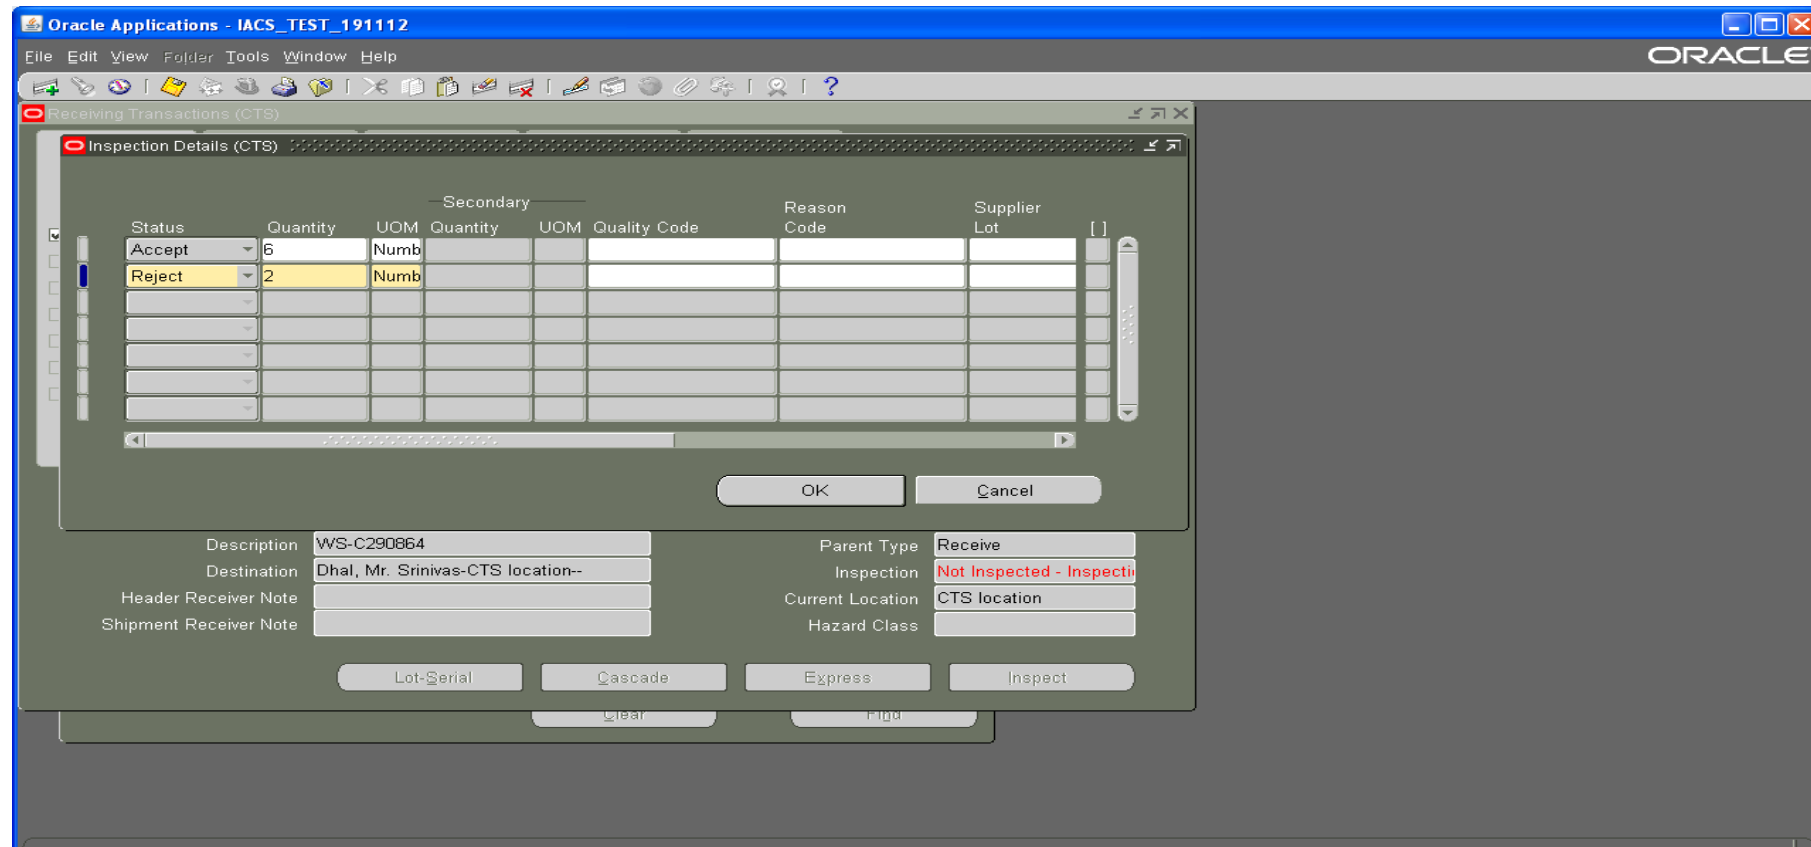 Oracle Applications - IACS_TEST_191112
File Edit View Folder Tools Window Help
ORACLE
Receiving Transactions (CTS)
Inspection Details (CTS)
Secondary
Reason Supplier
Status Quantity UOM Quantity UOM Quality Code Code Lot [ ]
Accept 6 Numb
Reject 2 Numb
OK Cancel
Description WS-C290864 Parent Type Receive
Destination Dhal, Mr. Srinivas-CTS location-- Inspection Not Inspected - Inspecti
Header Receiver Note Current Location CTS location
Shipment Receiver Note Hazard Class
Lot-Serial Cascade Express Inspect
Clear Find